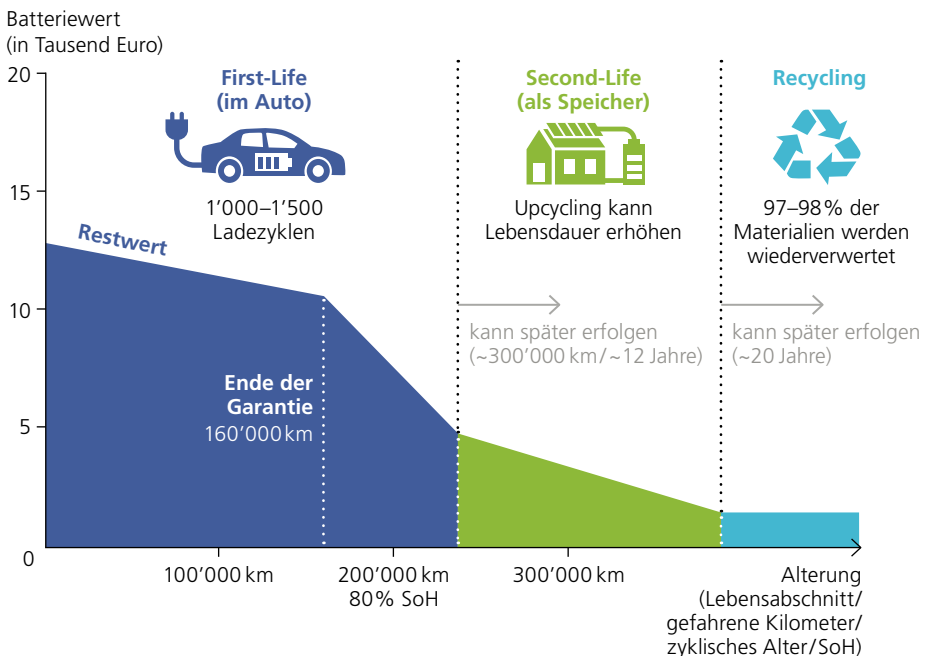 Batteriewert
(in Tausend Euro)
20
15
10
5
0
First-Life
(im Auto)
1’000–1’500
Ladezyklen
Restwert
Ende der
Garantie
160’000 km
Second-Life
(als Speicher)
Upcycling kann
Lebensdauer erhöhen
kann später erfolgen
(~300’000 km/~12 Jahre)
Recycling
97–98 % der
Materialien werden
wiederverwertet
kann später erfolgen
(~20 Jahre)
100’000 km
200’000 km
80 % SoH
300’000 km
Alterung
(Lebensabschnitt/
gefahrene Kilometer/
zyklisches Alter/SoH)